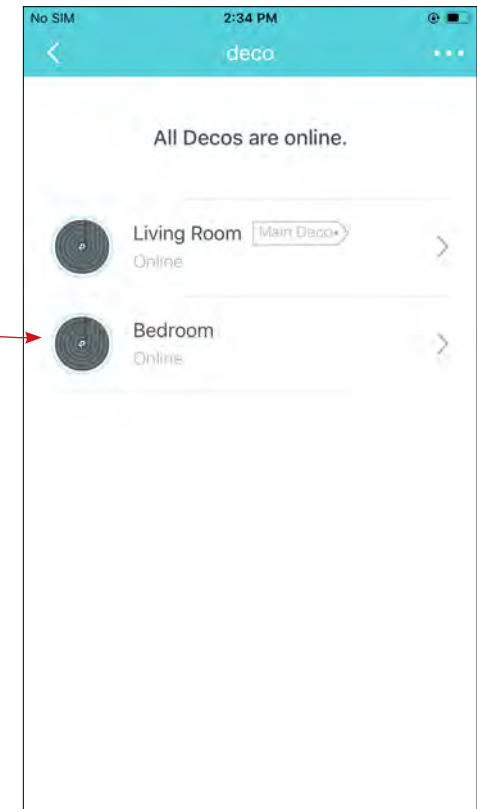 No SIM 2:34 PM
deco
All Decos are online.
Living Room Main Deco
Online
Bedroom
Online